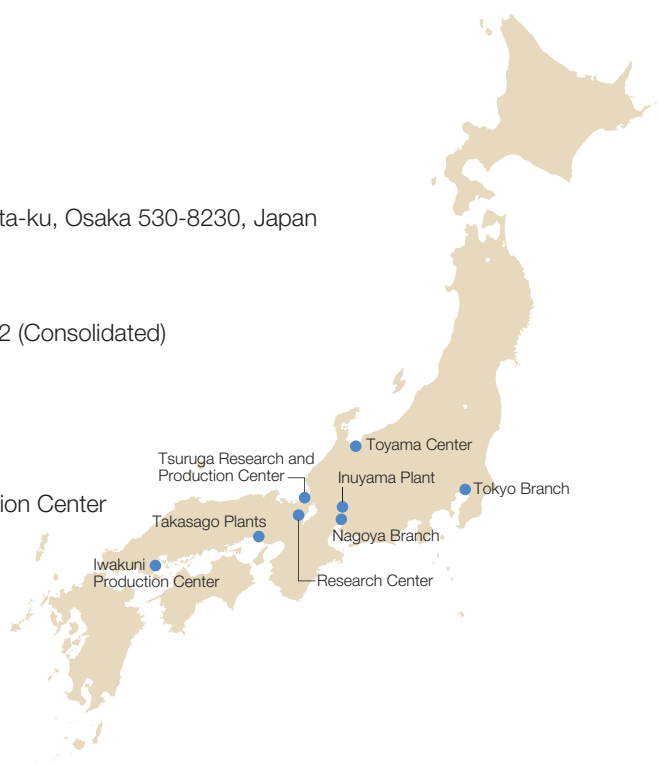 ta-ku, Osaka 530-8230, Japan
2 (Consolidated)
Toyama Center
Tsuruga Research and
Production Center
Inuyama Plant
Tokyo Branch
tion Center
Takasago Plants
Nagoya Branch
Iwakuni
Production Center
Research Center